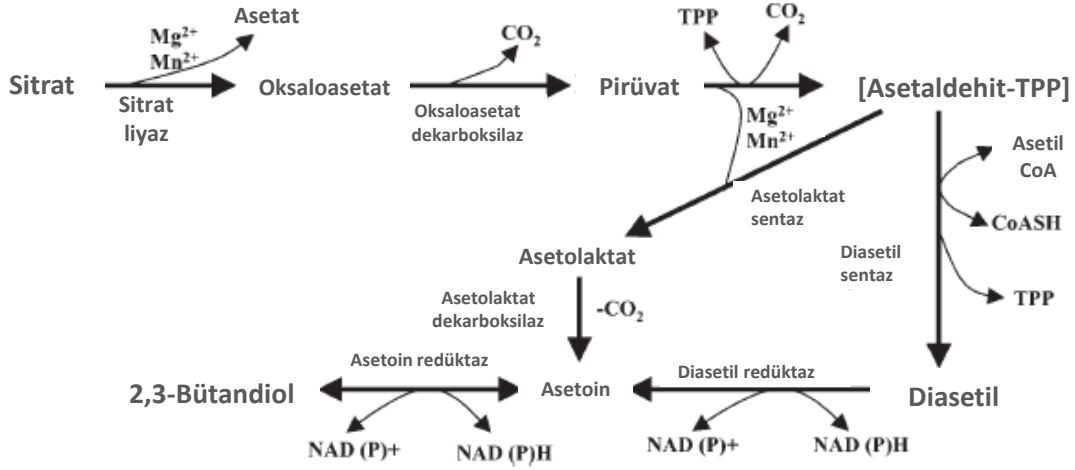 Asetat
Mg²⁺
Mn²⁺
Sitrat
Sitrat
liyaz
Oksaloasetat
CO₂
Oksaloasetat
dekarboksilaz
Pirüvat
TPP
CO₂
Mg²⁺
Mn²⁺
[Asetaldehit-TPP]
Asetolaktat
sentaz
Asetil
CoA
CoASH
Diasetil
sentaz
TPP
Asetolaktat
Asetolaktat
dekarboksilaz
-CO₂
2,3-Bütandiol
Asetoin redüktaz
NAD (P)+
NAD (P)H
Asetoin
Diasetil redüktaz
NAD (P)+
NAD (P)H
Diasetil